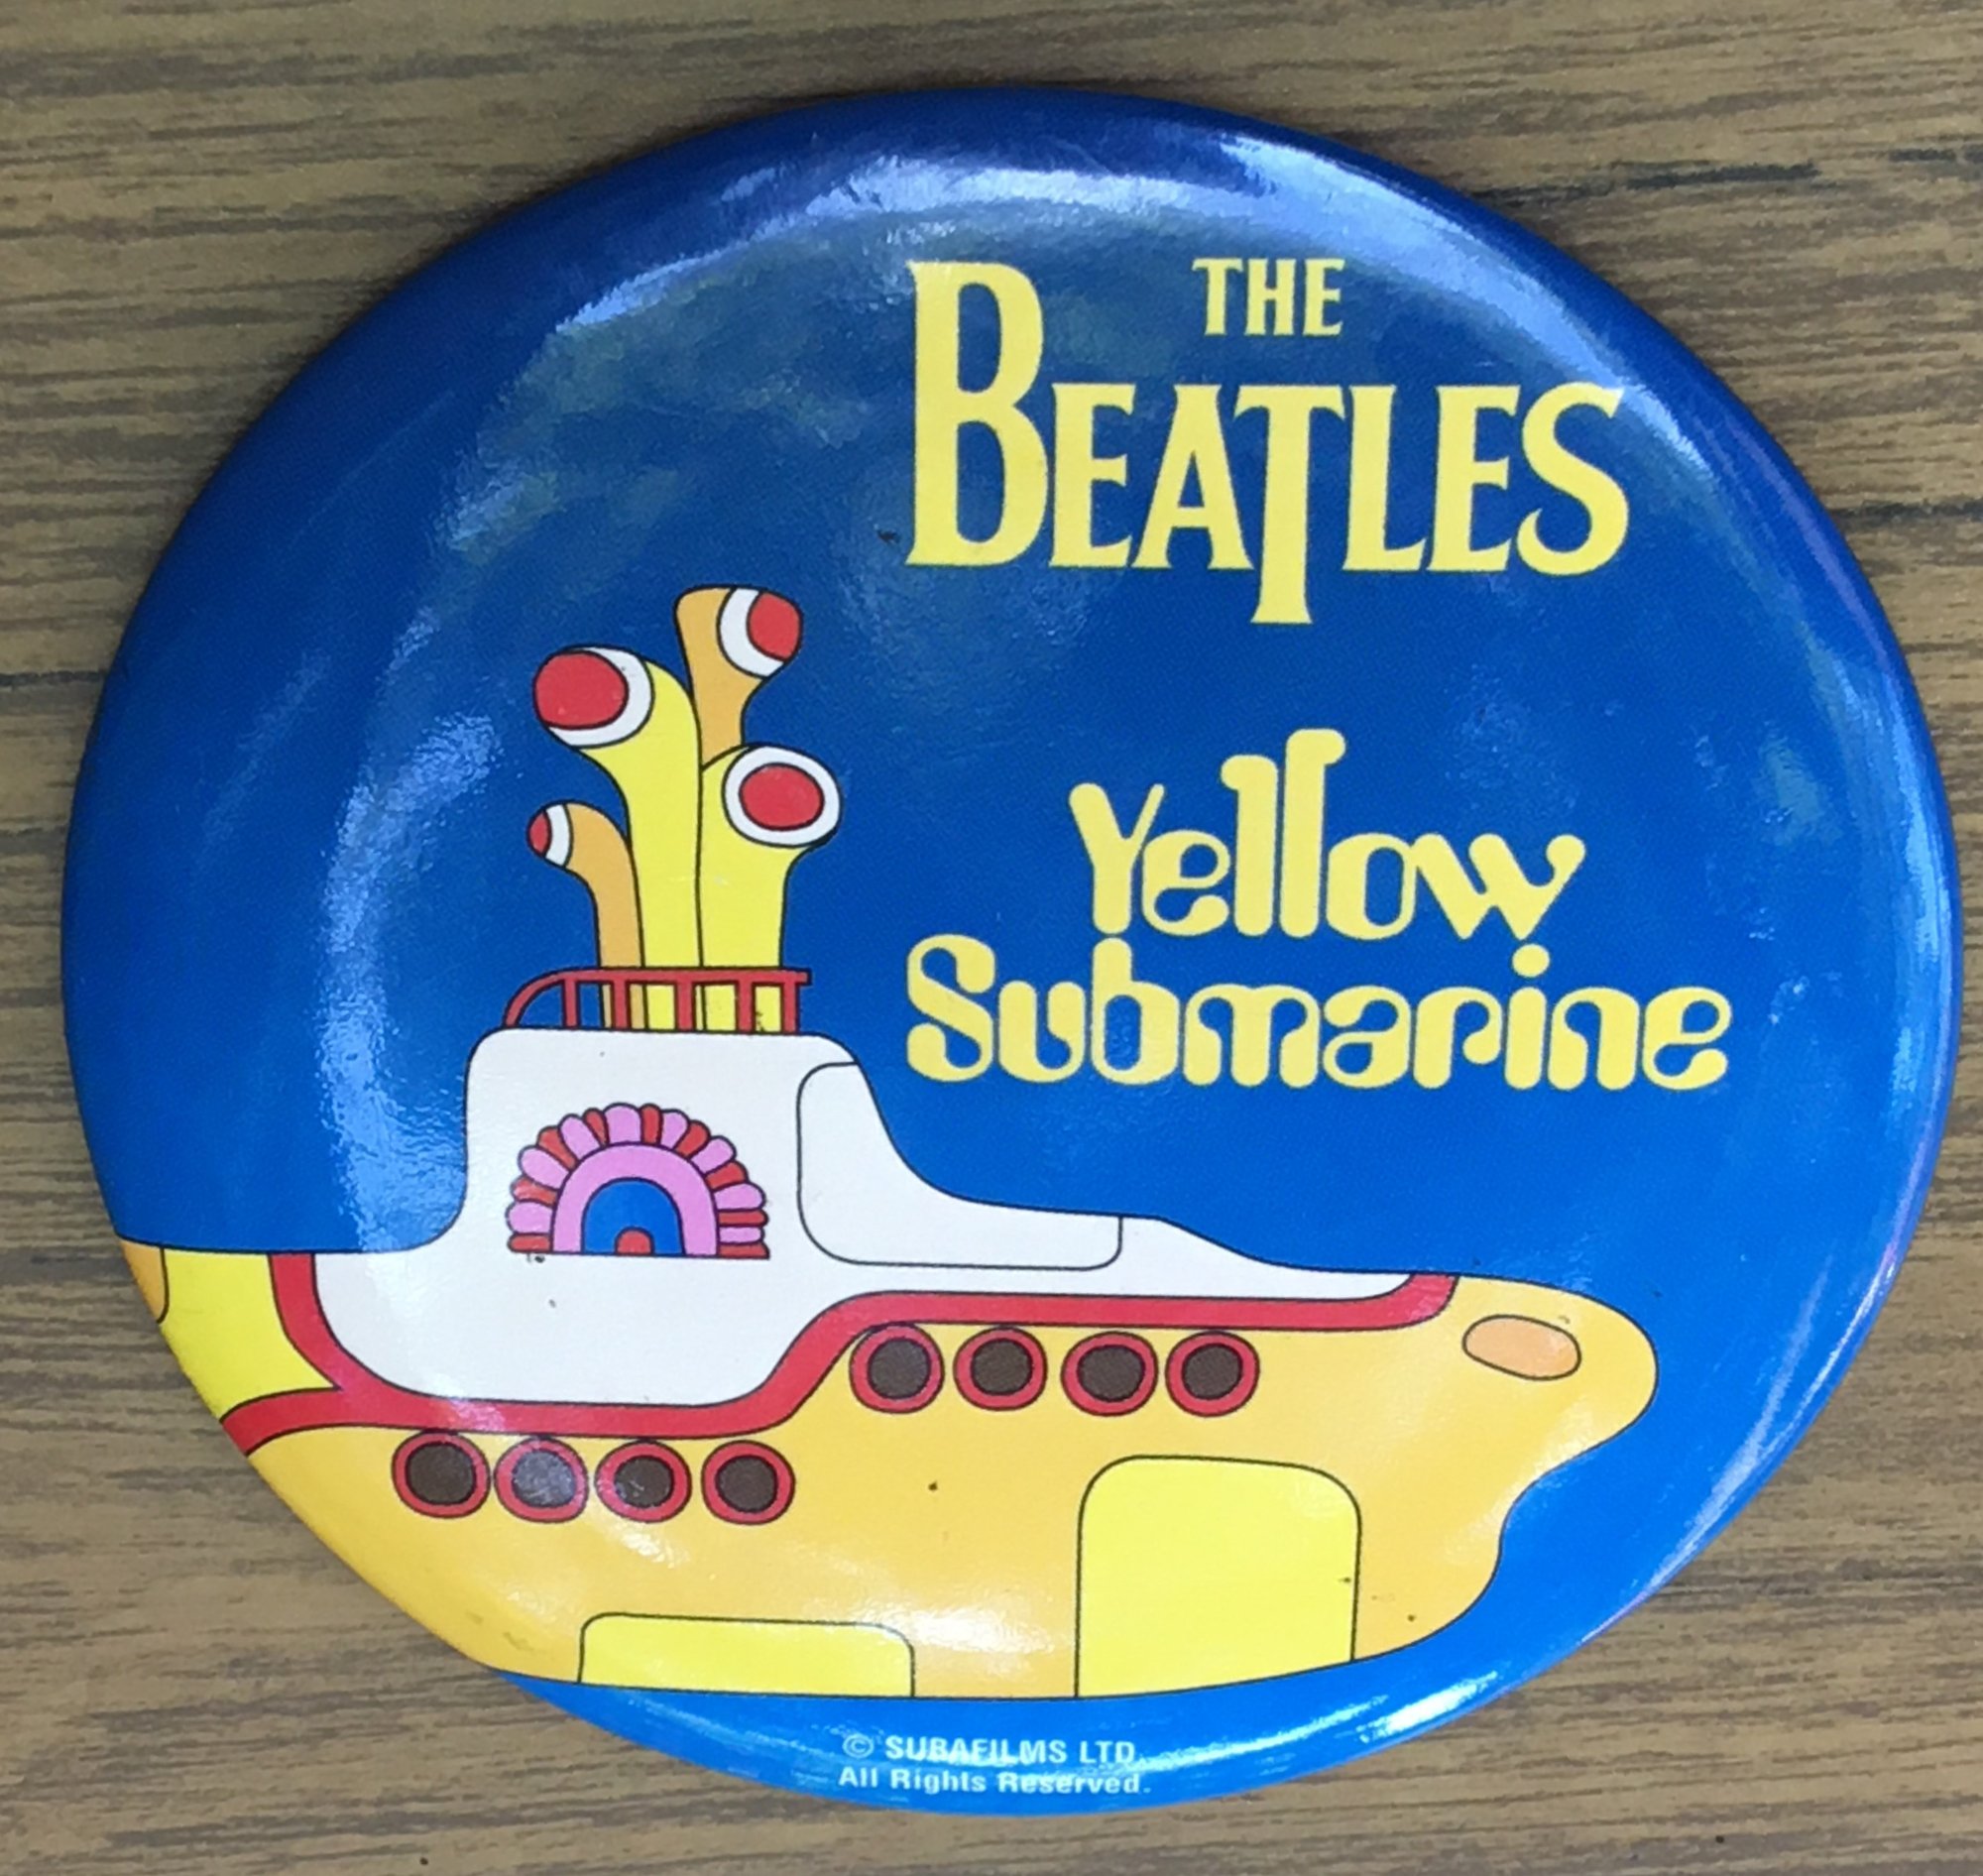 THE
BEATLES
Yellow
Submarine
© SUBAFILMS LTD.
All Rights Reserved.